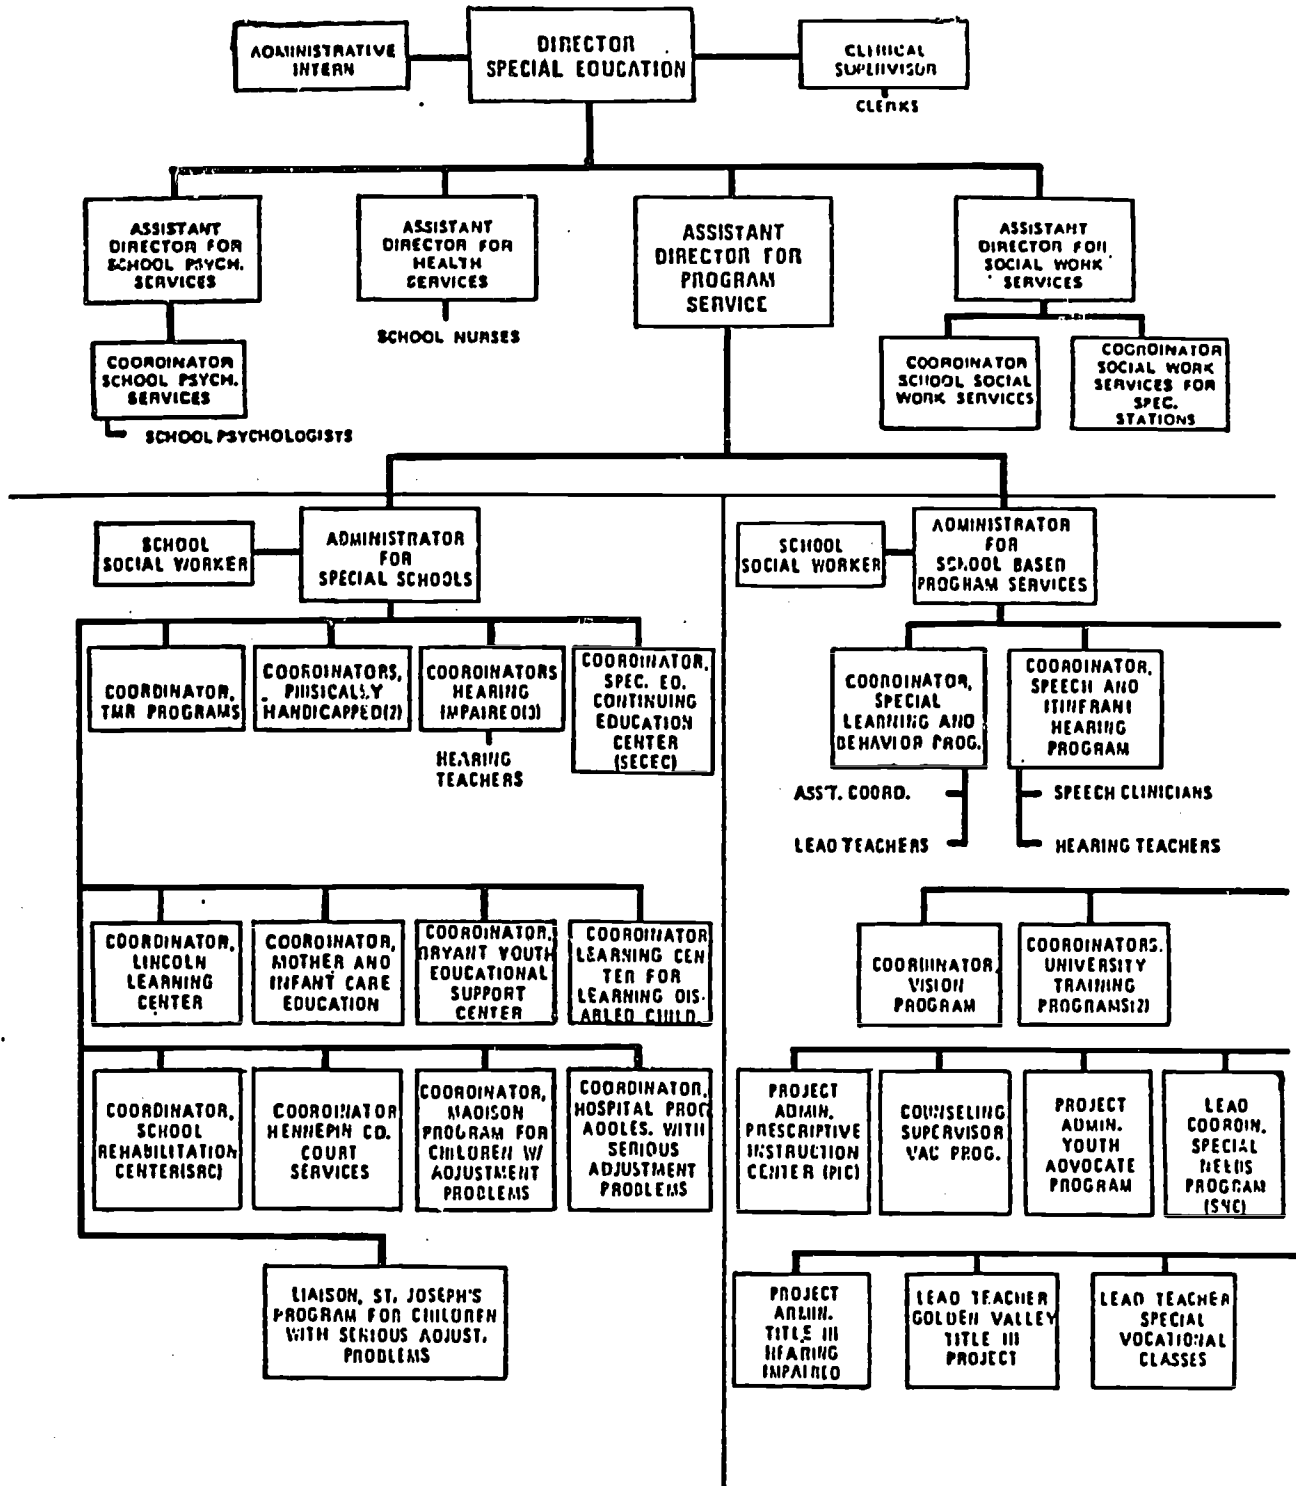 ADMINISTRATIVE
INTERN
DIRECTOR
SPECIAL EDUCATION
CLERICAL
SUPERVISOR
CLERKS
ASSISTANT
DIRECTOR FOR
SCHOOL PSYCH.
SERVICES
ASSISTANT
DIRECTOR FOR
HEALTH
SERVICES
ASSISTANT
DIRECTOR FOR
PROGRAM
SERVICE
ASSISTANT
DIRECTOR FOR
SOCIAL WORK
SERVICES
COORDINATOR
SCHOOL PSYCH.
SERVICES
SCHOOL PSYCHOLOGISTS
SCHOOL NURSES
COORDINATOR
SCHOOL SOCIAL
WORK SERVICES
COORDINATOR
SOCIAL WORK
SERVICES FOR
SPEC.
STATIONS
SCHOOL
SOCIAL WORKER
ADMINISTRATOR
FOR
SPECIAL SCHOOLS
COORDINATOR,
TMR PROGRAMS
COORDINATORS,
PHYSICALLY
HANDICAPPED(2)
COORDINATORS
HEARING
IMPAIRED(3)
HEARING
TEACHERS
COORDINATOR,
SPEC. ED.
CONTINUING
EDUCATION
CENTER
(SECEC)
COORDINATOR,
LINCOLN
LEARNING
CENTER
COORDINATOR,
MOTHER AND
INFANT CARE
EDUCATION
COORDINATOR,
BRYANT YOUTH
EDUCATIONAL
SUPPORT
CENTER
COORDINATOR
LEARNING CEN
TER FOR
LEARNING DIS-
ABLED CHILD.
COORDINATOR,
SCHOOL
REHABILITATION
CENTER(SRC)
COORDINATOR
HENNEPIN CO.
COURT
SERVICES
COORDINATOR,
MADISON
PROGRAM FOR
CHILDREN W/
ADJUSTMENT
PROBLEMS
COORDINATOR,
HOSPITAL PROG
ADOLES. WITH
SERIOUS
ADJUSTMENT
PROBLEMS
LIAISON, ST. JOSEPH'S
PROGRAM FOR CHILDREN
WITH SERIOUS ADJUST.
PROBLEMS
SCHOOL
SOCIAL WORKER
ADMINISTRATOR
FOR
SCHOOL BASED
PROGRAM SERVICES
COORDINATOR,
SPECIAL
LEARNING AND
BEHAVIOR PROG.
ASS'T. COORD.
LEAD TEACHERS
COORDINATOR,
SPEECH AND
ITINERANT
HEARING
PROGRAM
SPEECH CLINICIANS
HEARING TEACHERS
COORDINATOR,
VISION
PROGRAM
COORDINATORS,
UNIVERSITY
TRAINING
PROGRAMS(2)
PROJECT
ADMIN.
PRESCRIPTIVE
INSTRUCTION
CENTER (PIC)
COUNSELING
SUPERVISOR
VAC PROG.
PROJECT
ADMIN.
YOUTH
ADVOCATE
PROGRAM
LEAD
COORDIN.
SPECIAL
NEEDS
PROGRAM
PROJECT
ADMIN.
TITLE III
HEARING
IMPAIRED
LEAD TEACHER
GOLDEN VALLEY
TITLE III
PROJECT
LEAD TEACHER
SPECIAL
VOCATIONAL
CLASSES